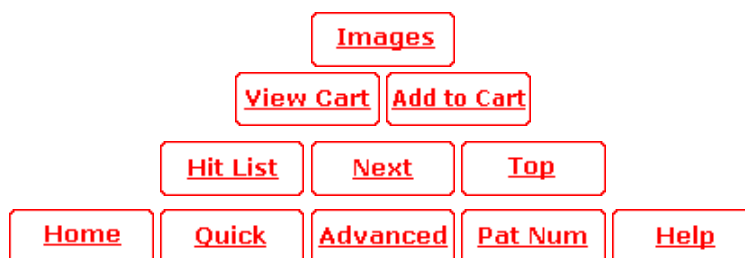 Images
View Cart Add to Cart
Hit List Next Top
Home Quick Advanced Pat Num Help